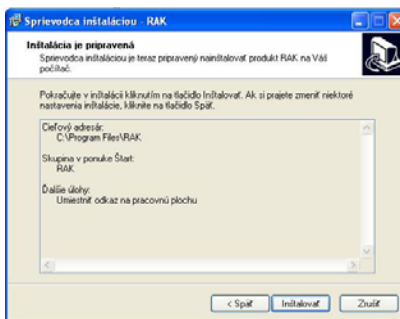 Sprievodca inštaláciou - RAK
Inštalácia je pripravená
Sprievodca inštaláciou je teraz pripravený nainštalovať produkt RAK na Váš
počítač.
Pokračujte v inštalácii kliknutím na tlačidlo Inštalovať. Ak si prajete zmeniť niektoré
nastavenia inštalácie, kliknite na tlačidlo Späť.
Cieľový adresár:
C:\Program Files\RAK
Skupina v ponuke Štart:
RAK
Ďalšie úlohy:
Umiestniť odkaz na pracovnú plochu
< Späť
Inštalovať
Zrušiť